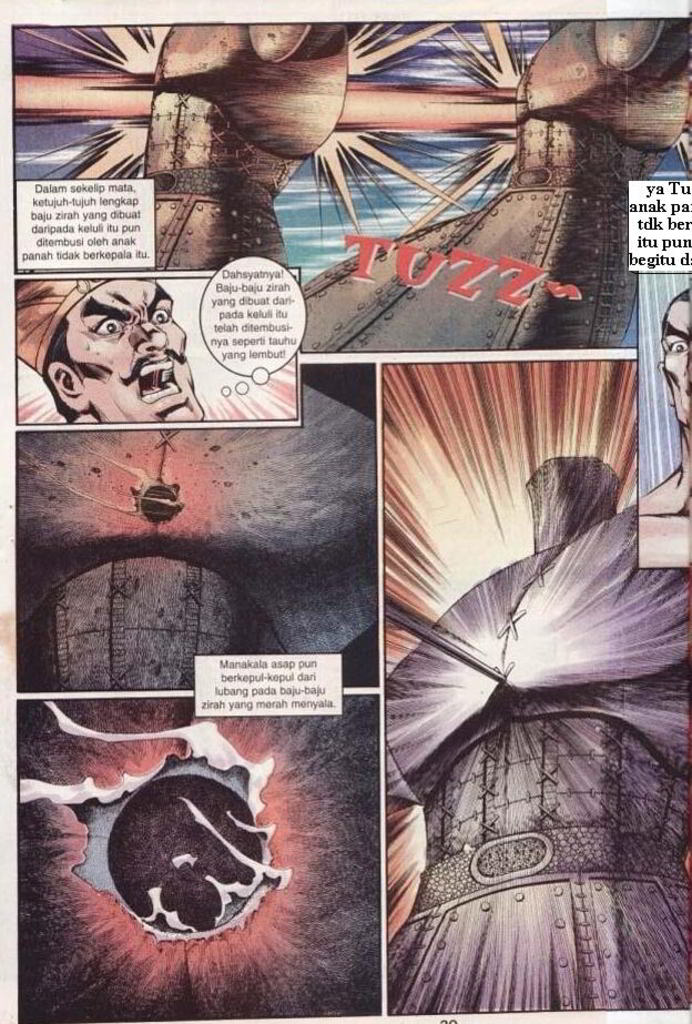 Dalam sekelip mata,
ketujuh-tujuh lengkap
baju zirah yang dibuat
daripada keluli itu pun
ditembusi oleh anak
panah tidak berkepala itu.
TUZZ~
ya Tu
anak pa
tdk ber
itu pun
begitu d
Dahsyatnya!
Baju-baju zirah
yang dibuat dari-
pada keluli itu
telah ditembusi-
nya seperti tauhu
yang lembut!
Manakala asap pun
berkepul-kepul dari
lubang pada baju-baju
zirah yang merah menyala.